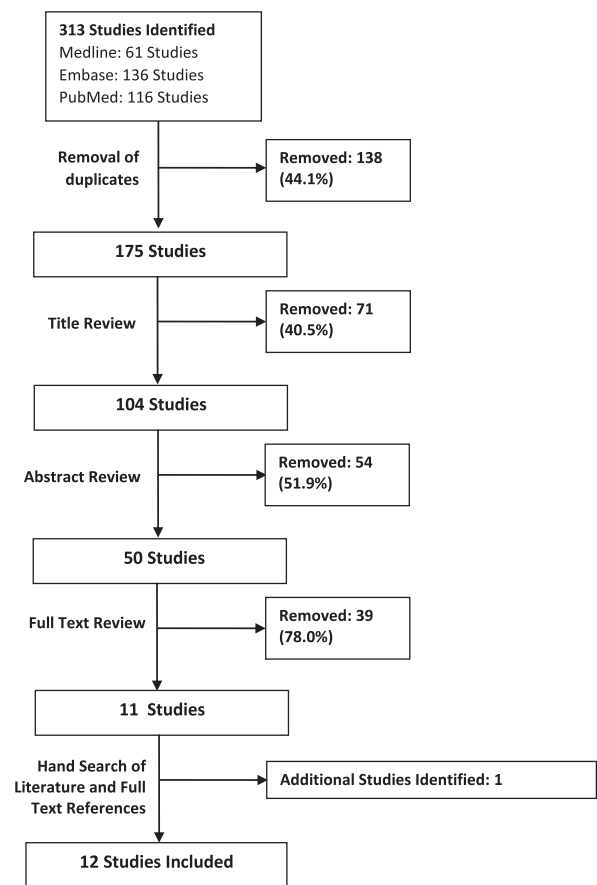 313 Studies Identified
Medline: 61 Studies
Embase: 136 Studies
PubMed: 116 Studies
Removal of
duplicates
Removed: 138
(44.1%)
175 Studies
Title Review
Removed: 71
(40.5%)
104 Studies
Abstract Review
Removed: 54
(51.9%)
50 Studies
Full Text Review
Removed: 39
(78.0%)
11 Studies
Hand Search of
Literature and Full
Text References
Additional Studies Identified: 1
12 Studies Included